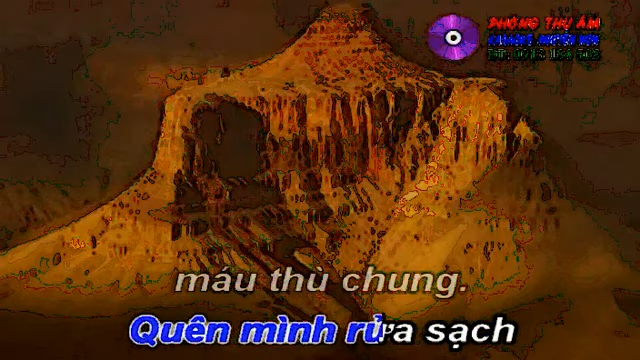 PHÒNG THU ÂM
máu thù chung.
Quên mình rửa sạch